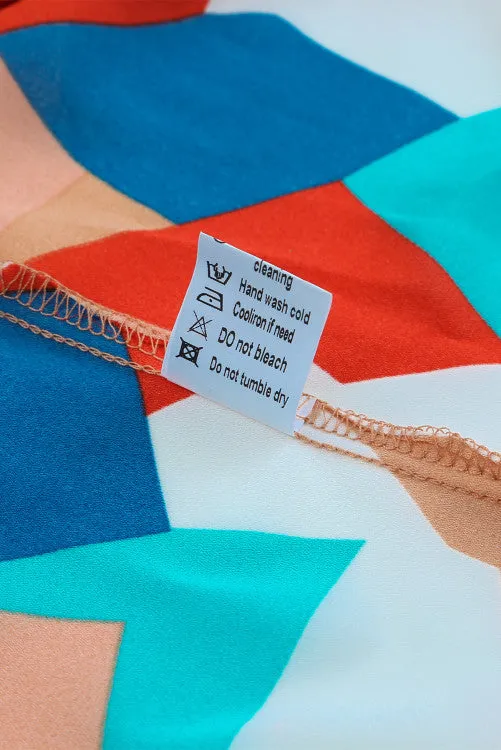 cleaning
Hand wash cold
Cooliron if need
DO not bleach
Do not tumble dry